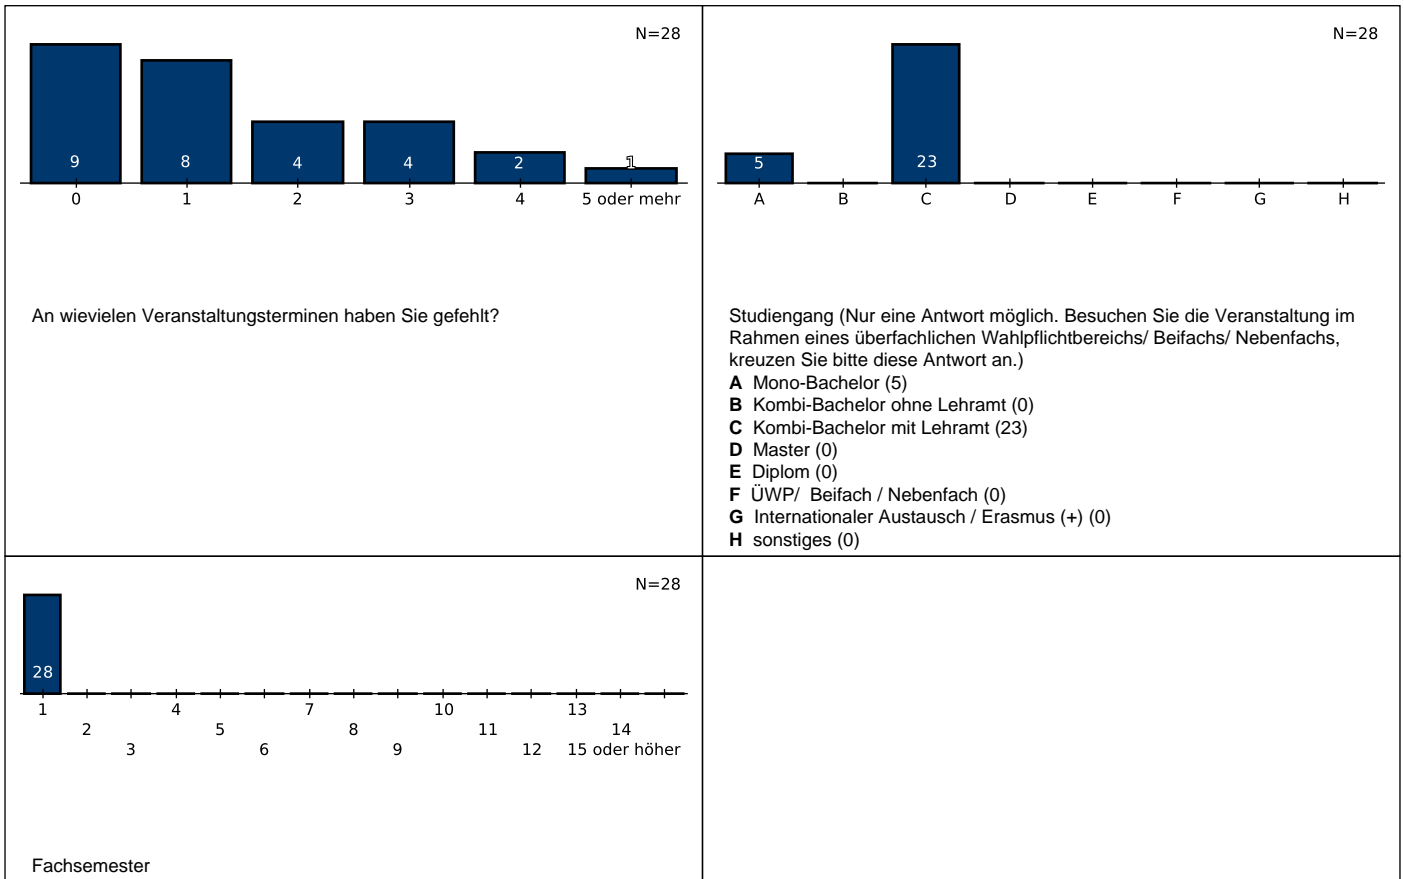 N=28
9 8 4 4 2 1
0 1 2 3 4 5 oder mehr
An wievielen Veranstaltungsterminen haben Sie gefehlt?
N=28
5 23
A B C D E F G H
Studiengang (Nur eine Antwort möglich. Besuchen Sie die Veranstaltung im
Rahmen eines überfachlichen Wahlpflichtbereichs/ Beifachs/ Nebenfachs,
kreuzen Sie bitte diese Antwort an.)
A Mono-Bachelor (5)
B Kombi-Bachelor ohne Lehramt (0)
C Kombi-Bachelor mit Lehramt (23)
D Master (0)
E Diplom (0)
F ÜWP/ Beifach / Nebenfach (0)
G Internationaler Austausch / Erasmus (+) (0)
H sonstiges (0)
N=28
28
1 4 7 10 13
2 5 8 11 14
3 6 9 12 15 oder höher
Fachsemester